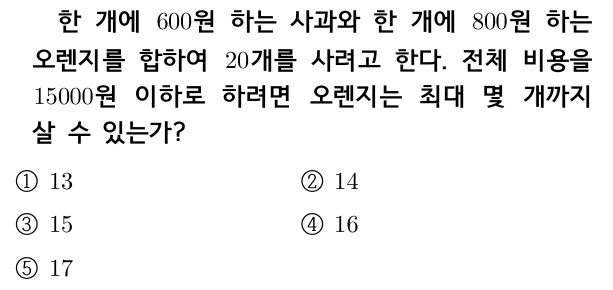 한 개에 600원 하는 사과와 한 개에 800원 하는
오렌지를 합하여 20개를 사려고 한다. 전체 비용을
15000원 이하로 하려면 오렌지는 최대 몇 개까지
살 수 있는가?
① 13 ② 14
③ 15 ④ 16
⑤ 17